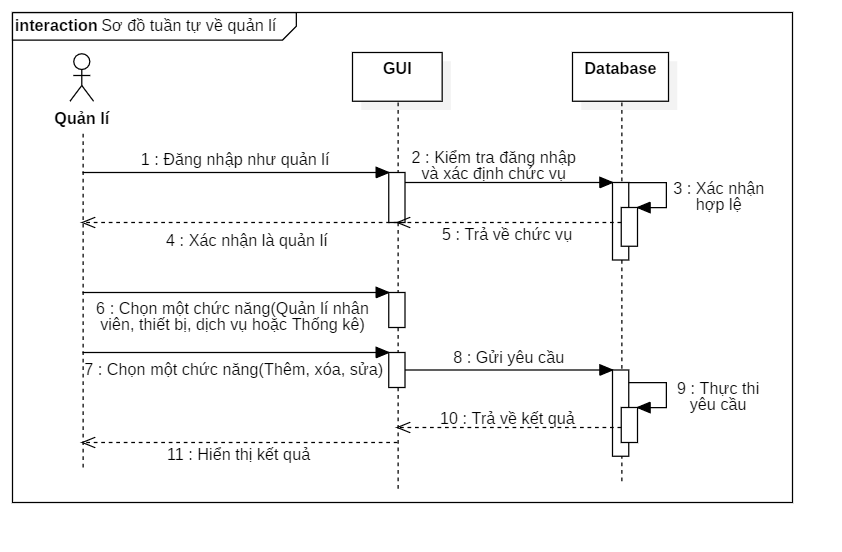 interaction Sơ đồ tuần tự về quản lí
GUI
Database
Quản lí
1 : Đăng nhập như quản lí
2 : Kiểm tra đăng nhập
và xác định chức vụ
3 : Xác nhận
hợp lệ
4 : Xác nhận là quản lí
5 : Trả về chức vụ
6 : Chọn một chức năng(Quản lí nhân
viên, thiết bị, dịch vụ hoặc Thống kê)
7 : Chọn một chức năng(Thêm, xóa, sửa)
8 : Gửi yêu cầu
9 : Thực thi
yêu cầu
10 : Trả về kết quả
11 : Hiển thị kết quả